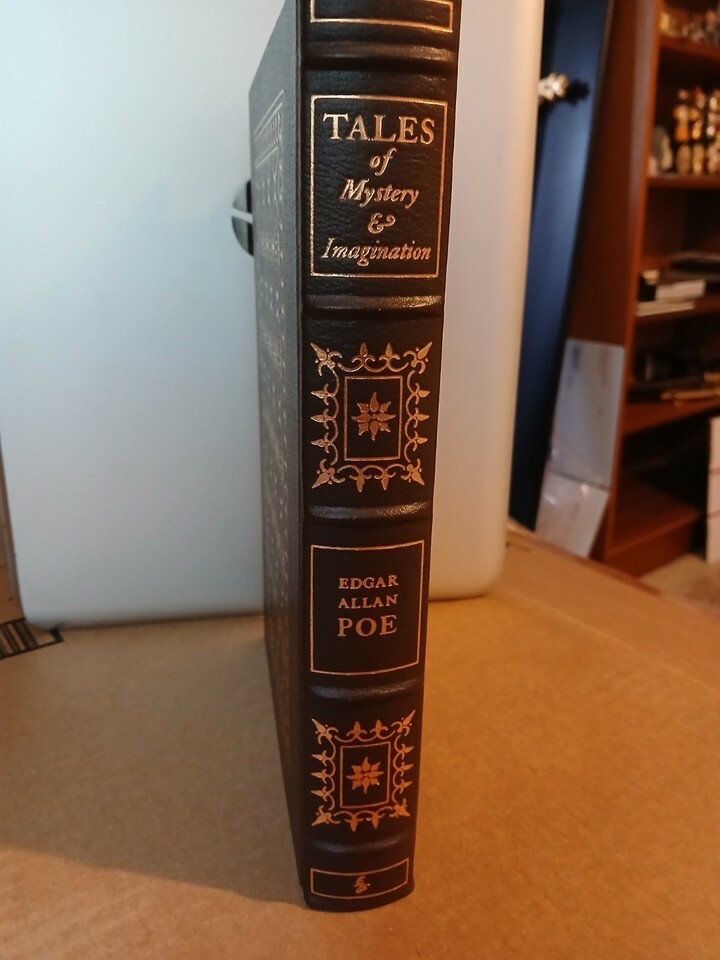 TALES
of
Mystery
&
Imagination
EDGAR
ALLAN
POE